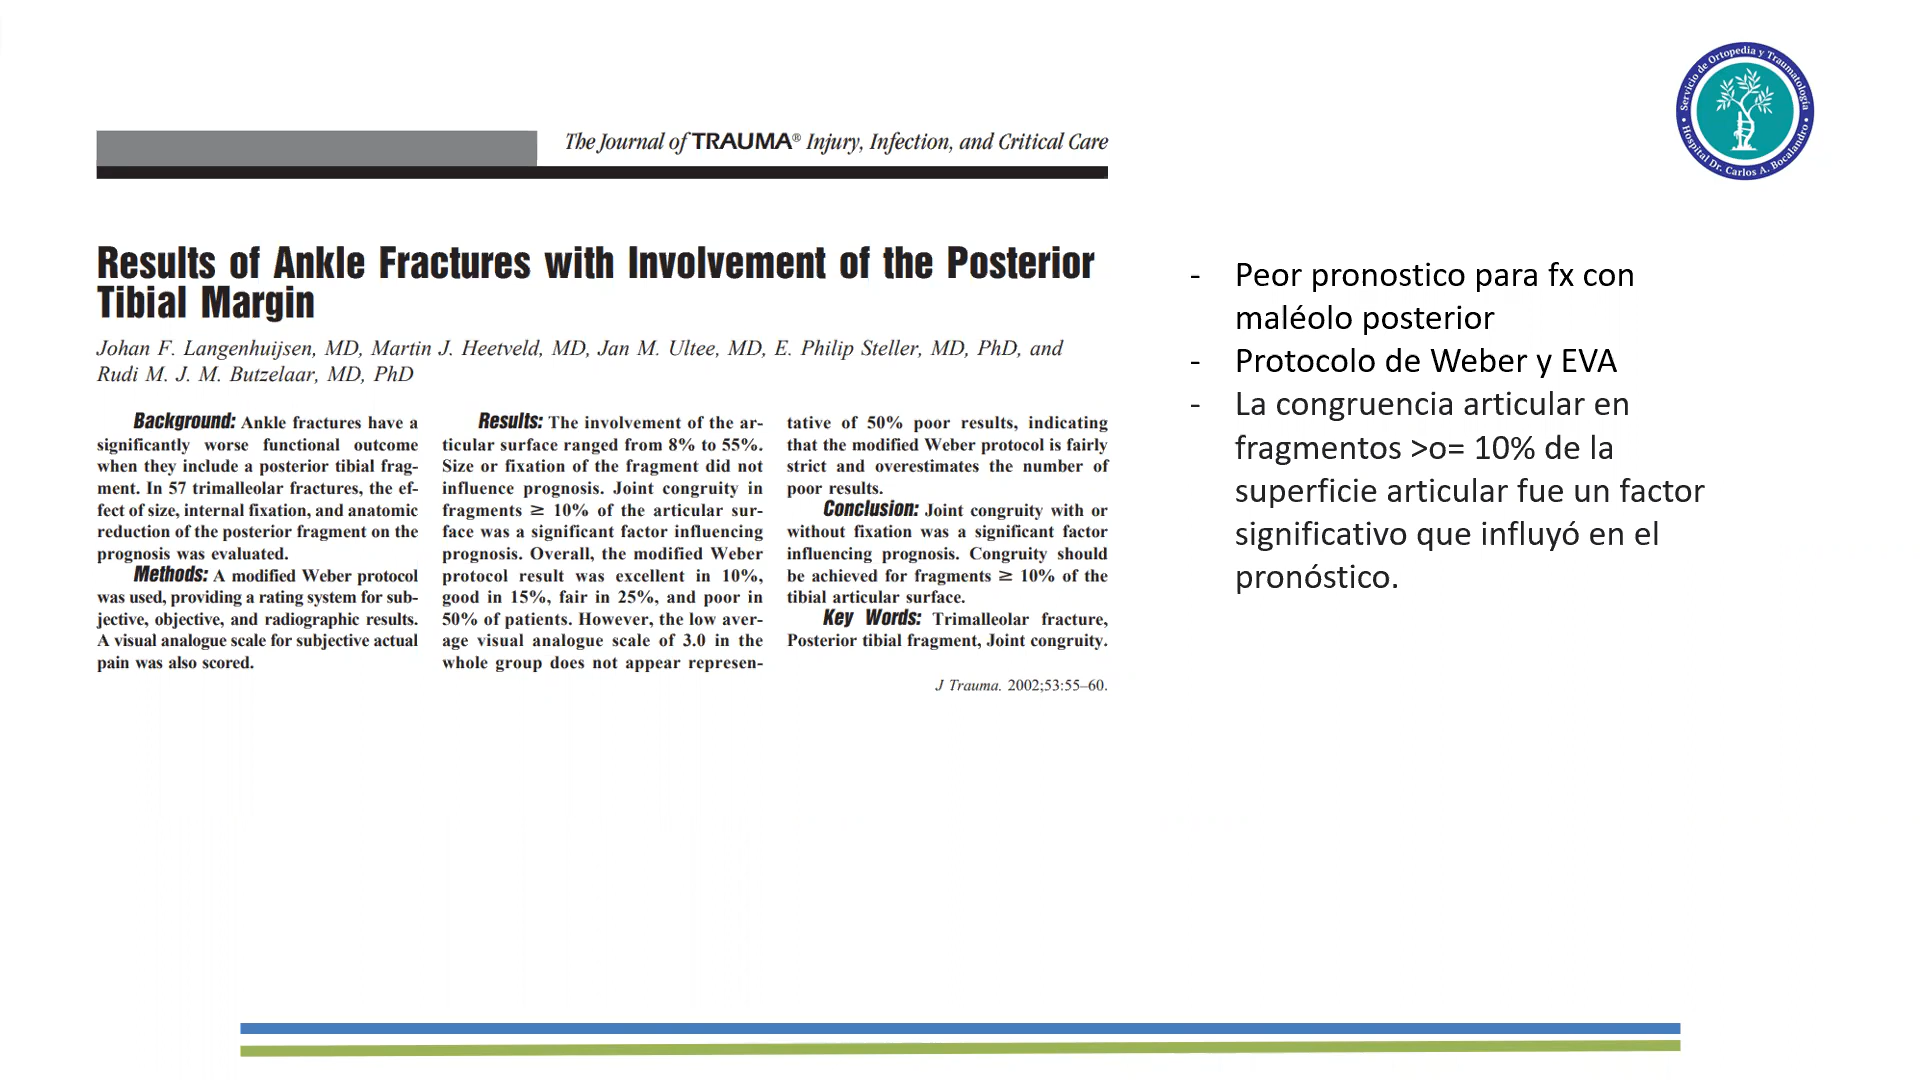 Servicio de Ortopedia y Traumatología
Hospital Dr. Carlos A. Bocalandro
The Journal of TRAUMA® Injury, Infection, and Critical Care
Results of Ankle Fractures with Involvement of the Posterior
Tibial Margin
Johan F. Langenhuijsen, MD, Martin J. Heetveld, MD, Jan M. Ultee, MD, E. Philip Steller, MD, PhD, and
Rudi M. J. M. Butzelaar, MD, PhD
Background: Ankle fractures have a
significantly worse functional outcome
when they include a posterior tibial frag-
ment. In 57 trimalleolar fractures, the ef-
fect of size, internal fixation, and anatomic
reduction of the posterior fragment on the
prognosis was evaluated.
Methods: A modified Weber protocol
was used, providing a rating system for sub-
jective, objective, and radiographic results.
A visual analogue scale for subjective actual
pain was also scored.
Results: The involvement of the ar-
ticular surface ranged from 8% to 55%.
Size or fixation of the fragment did not
influence prognosis. Joint congruity in
fragments ≥ 10% of the articular sur-
face was a significant factor influencing
prognosis. Overall, the modified Weber
protocol result was excellent in 10%,
good in 15%, fair in 25%, and poor in
50% of patients. However, the low aver-
age visual analogue scale of 3.0 in the
whole group does not appear represen-
tative of 50% poor results, indicating
that the modified Weber protocol is fairly
strict and overestimates the number of
poor results.
Conclusion: Joint congruity with or
without fixation was a significant factor
influencing prognosis. Congruity should
be achieved for fragments ≥ 10% of the
tibial articular surface.
Key Words: Trimalleolar fracture,
Posterior tibial fragment, Joint congruity.
J Trauma. 2002;53:55–60.
- Peor pronostico para fx con
maléolo posterior
- Protocolo de Weber y EVA
- La congruencia articular en
fragmentos >o= 10% de la
superficie articular fue un factor
significativo que influyó en el
pronóstico.